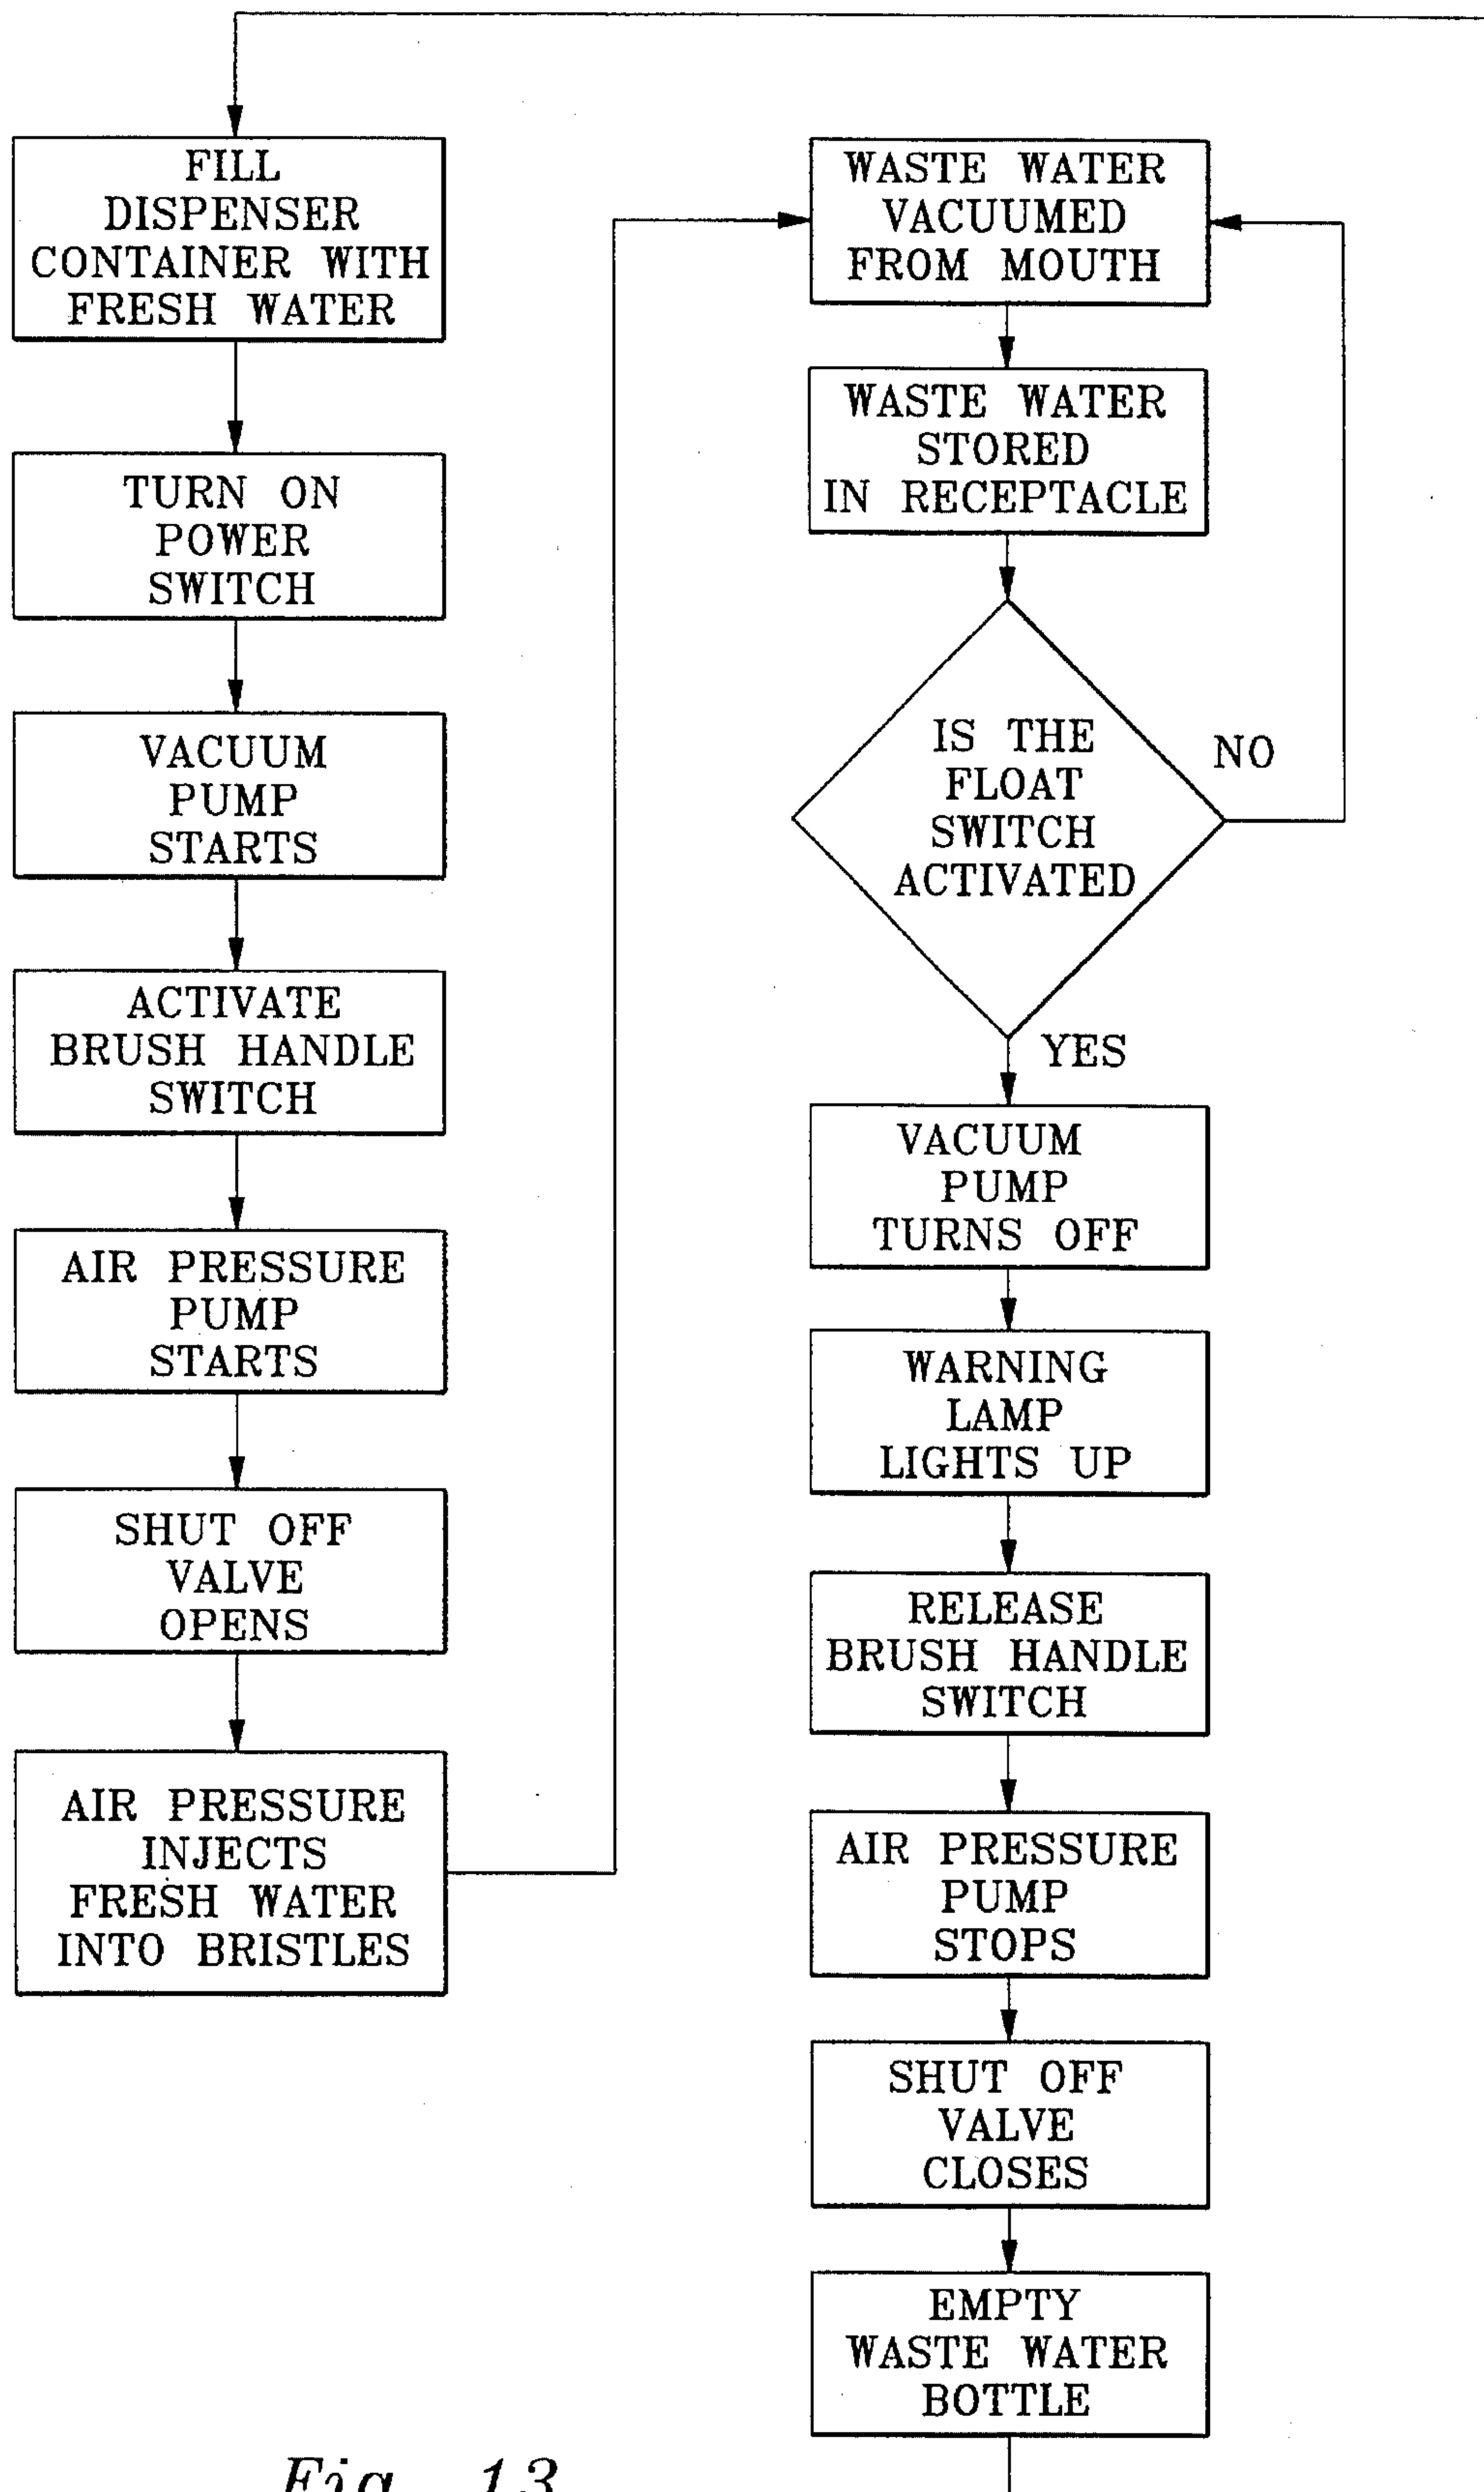 FILL
DISPENSER
CONTAINER WITH
FRESH WATER
TURN ON
POWER
SWITCH
VACUUM
PUMP
STARTS
ACTIVATE
BRUSH HANDLE
SWITCH
AIR PRESSURE
PUMP
STARTS
SHUT OFF
VALVE
OPENS
AIR PRESSURE
INJECTS
FRESH WATER
INTO BRISTLES
WASTE WATER
VACUUMED
FROM MOUTH
WASTE WATER
STORED
IN RECEPTACLE
IS THE
FLOAT
SWITCH
ACTIVATED
NO
YES
VACUUM
PUMP
TURNS OFF
WARNING
LAMP
LIGHTS UP
RELEASE
BRUSH HANDLE
SWITCH
AIR PRESSURE
PUMP
STOPS
SHUT OFF
VALVE
CLOSES
EMPTY
WASTE WATER
BOTTLE
Fig. 13